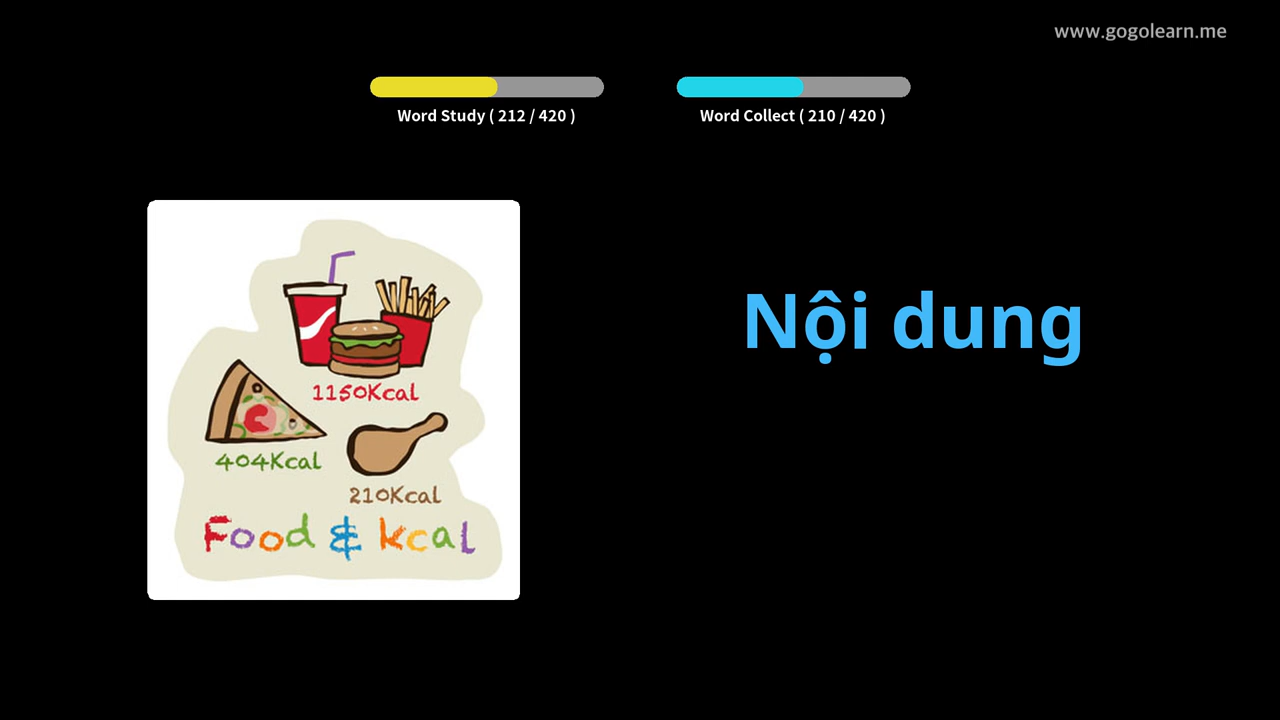 www.gogolearn.me
Word Study ( 212 / 420 )
Word Collect ( 210 / 420 )
1150Kcal
404Kcal
210Kcal
Food & kcal
Nội dung